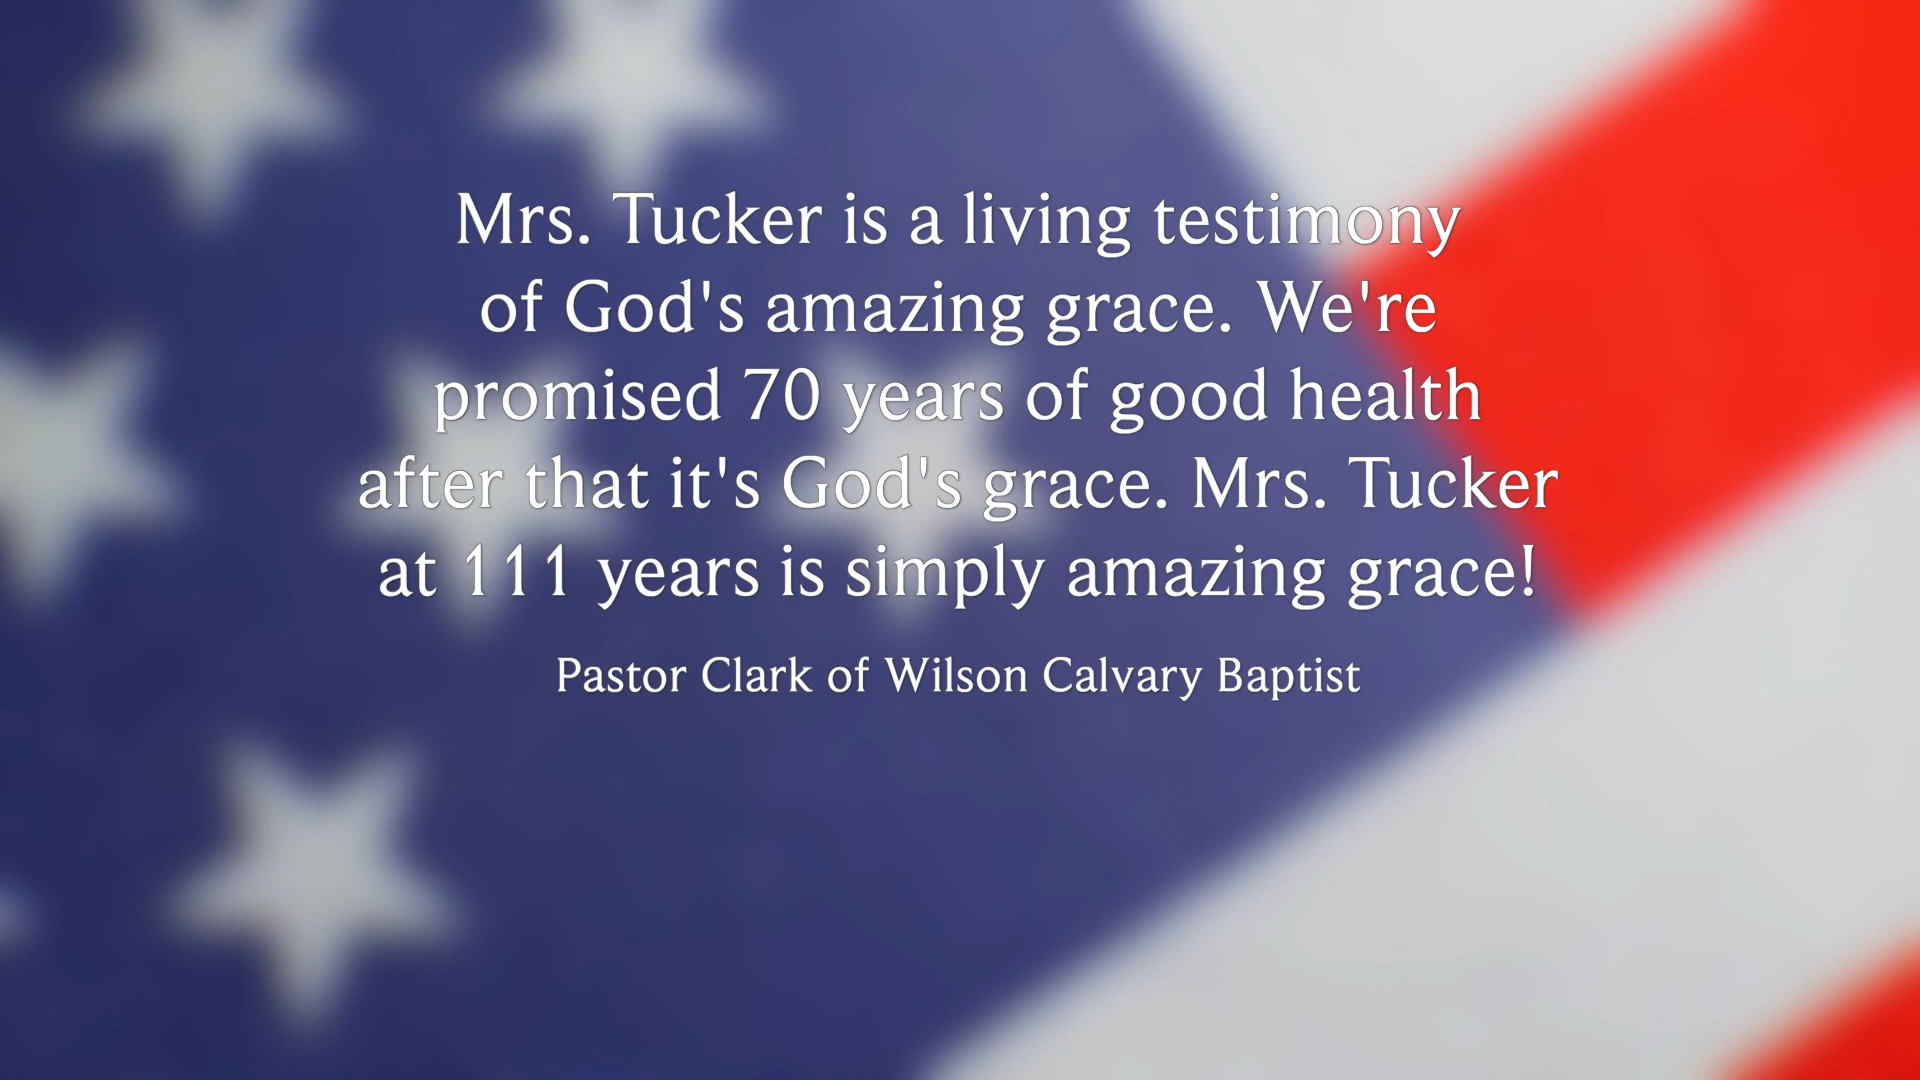 Mrs. Tucker is a living testimony
of God's amazing grace. We're
promised 70 years of good health
after that it's God's grace. Mrs. Tucker
at 111 years is simply amazing grace!
Pastor Clark of Wilson Calvary Baptist